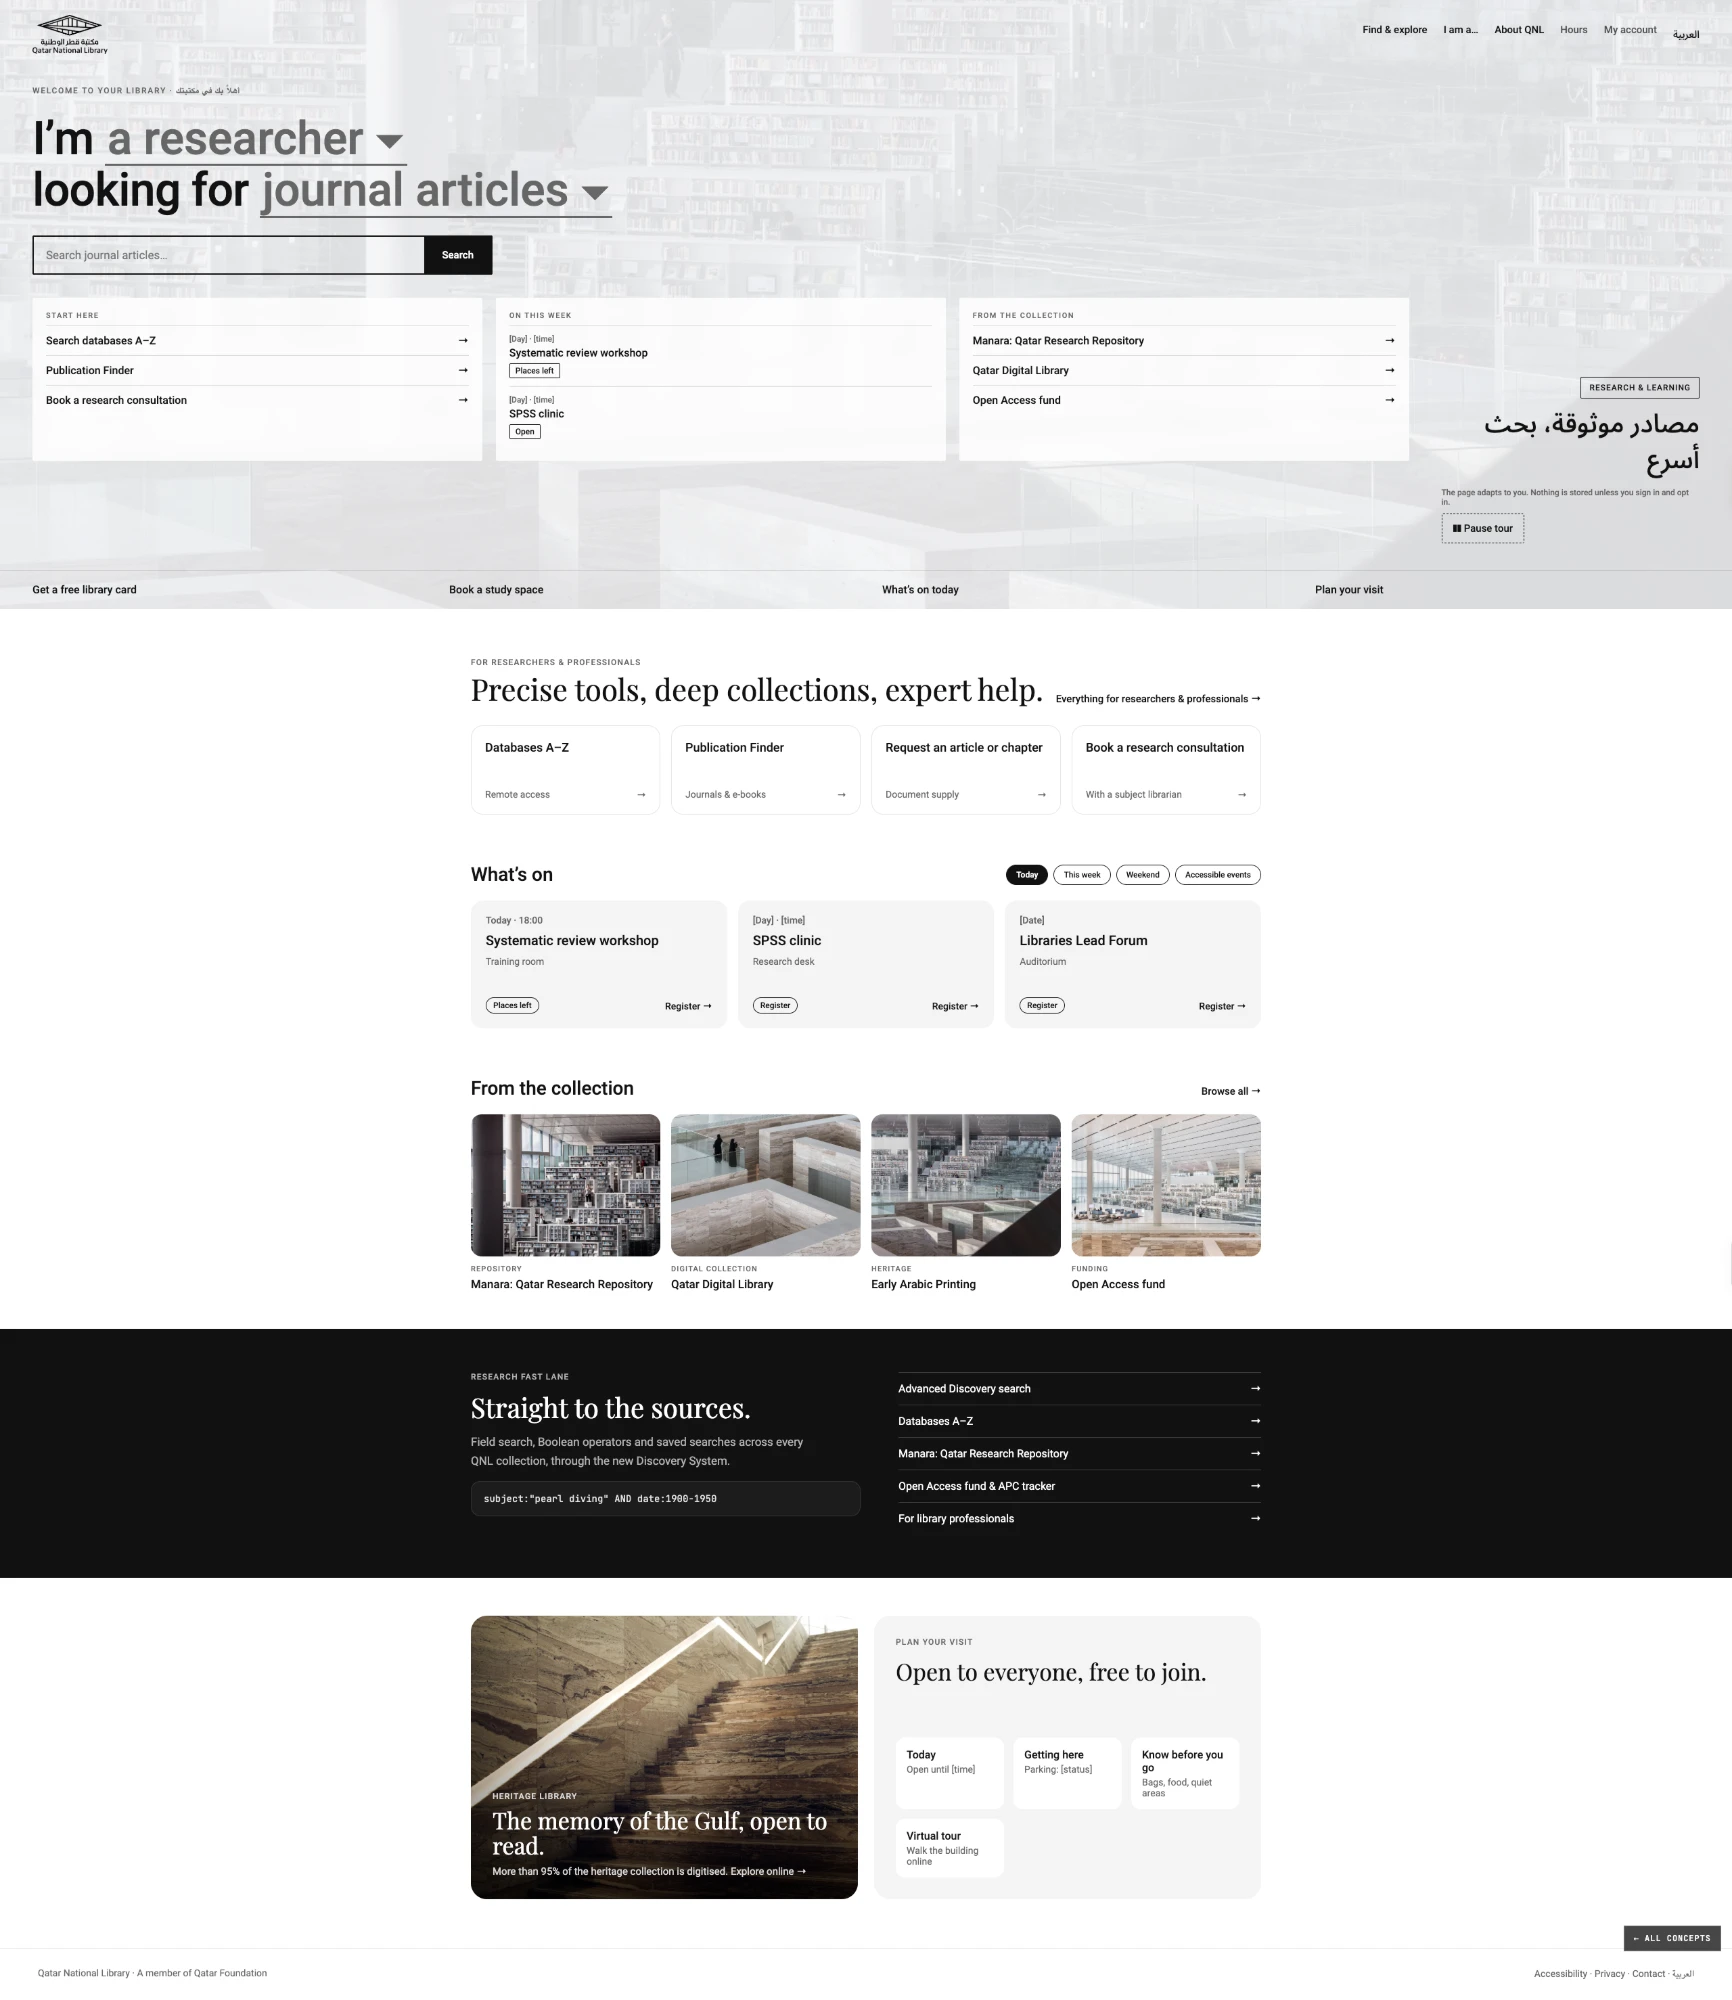 مكتبة قطر الوطنية
Qatar National Library
Find & explore
I am a...
About QNL
Hours
My account
العربية
WELCOME TO YOUR LIBRARY · أهلاً بك في مكتبتك
I'm a researcher
looking for journal articles
Search journal articles...
Search
START HERE
Search databases A–Z →
Publication Finder →
Book a research consultation →
ON THIS WEEK
[Day] · [time]
Systematic review workshop
Places left
[Day] · [time]
SPSS clinic
Open
FROM THE COLLECTION
Manara: Qatar Research Repository →
Qatar Digital Library →
Open Access fund →
RESEARCH & LEARNING
مصادر موثوقة، بحث
أسرع
The page adapts to you. Nothing is stored unless you sign in and opt
in.
Pause tour
Get a free library card
Book a study space
What's on today
Plan your visit
FOR RESEARCHERS & PROFESSIONALS
Precise tools, deep collections, expert help.
Everything for researchers & professionals →
Databases A–Z
Remote access →
Publication Finder
Journals & e-books →
Request an article or chapter
Document supply →
Book a research consultation
With a subject librarian →
What's on
Today
This week
Weekend
Accessible events
Today · 18:00
Systematic review workshop
Training room
Places left
Register →
[Day] · [time]
SPSS clinic
Research desk
Register
Register →
[Date]
Libraries Lead Forum
Auditorium
Register
Register →
From the collection
Browse all →
REPOSITORY
Manara: Qatar Research Repository
DIGITAL COLLECTION
Qatar Digital Library
HERITAGE
Early Arabic Printing
FUNDING
Open Access fund
RESEARCH FAST LANE
Straight to the sources.
Field search, Boolean operators and saved searches across every
QNL collection, through the new Discovery System.
subject:"pearl diving" AND date:1900-1950
Advanced Discovery search →
Databases A–Z →
Manara: Qatar Research Repository →
Open Access fund & APC tracker →
For library professionals →
HERITAGE LIBRARY
The memory of the Gulf, open to
read.
More than 95% of the heritage collection is digitised. Explore online →
PLAN YOUR VISIT
Open to everyone, free to join.
Today
Open until [time]
Getting here
Parking: [status]
Know before you
go
Bags, food, quiet
areas
Virtual tour
Walk the building
online
← ALL CONCEPTS
Qatar National Library · A member of Qatar Foundation
Accessibility · Privacy · Contact · العربية